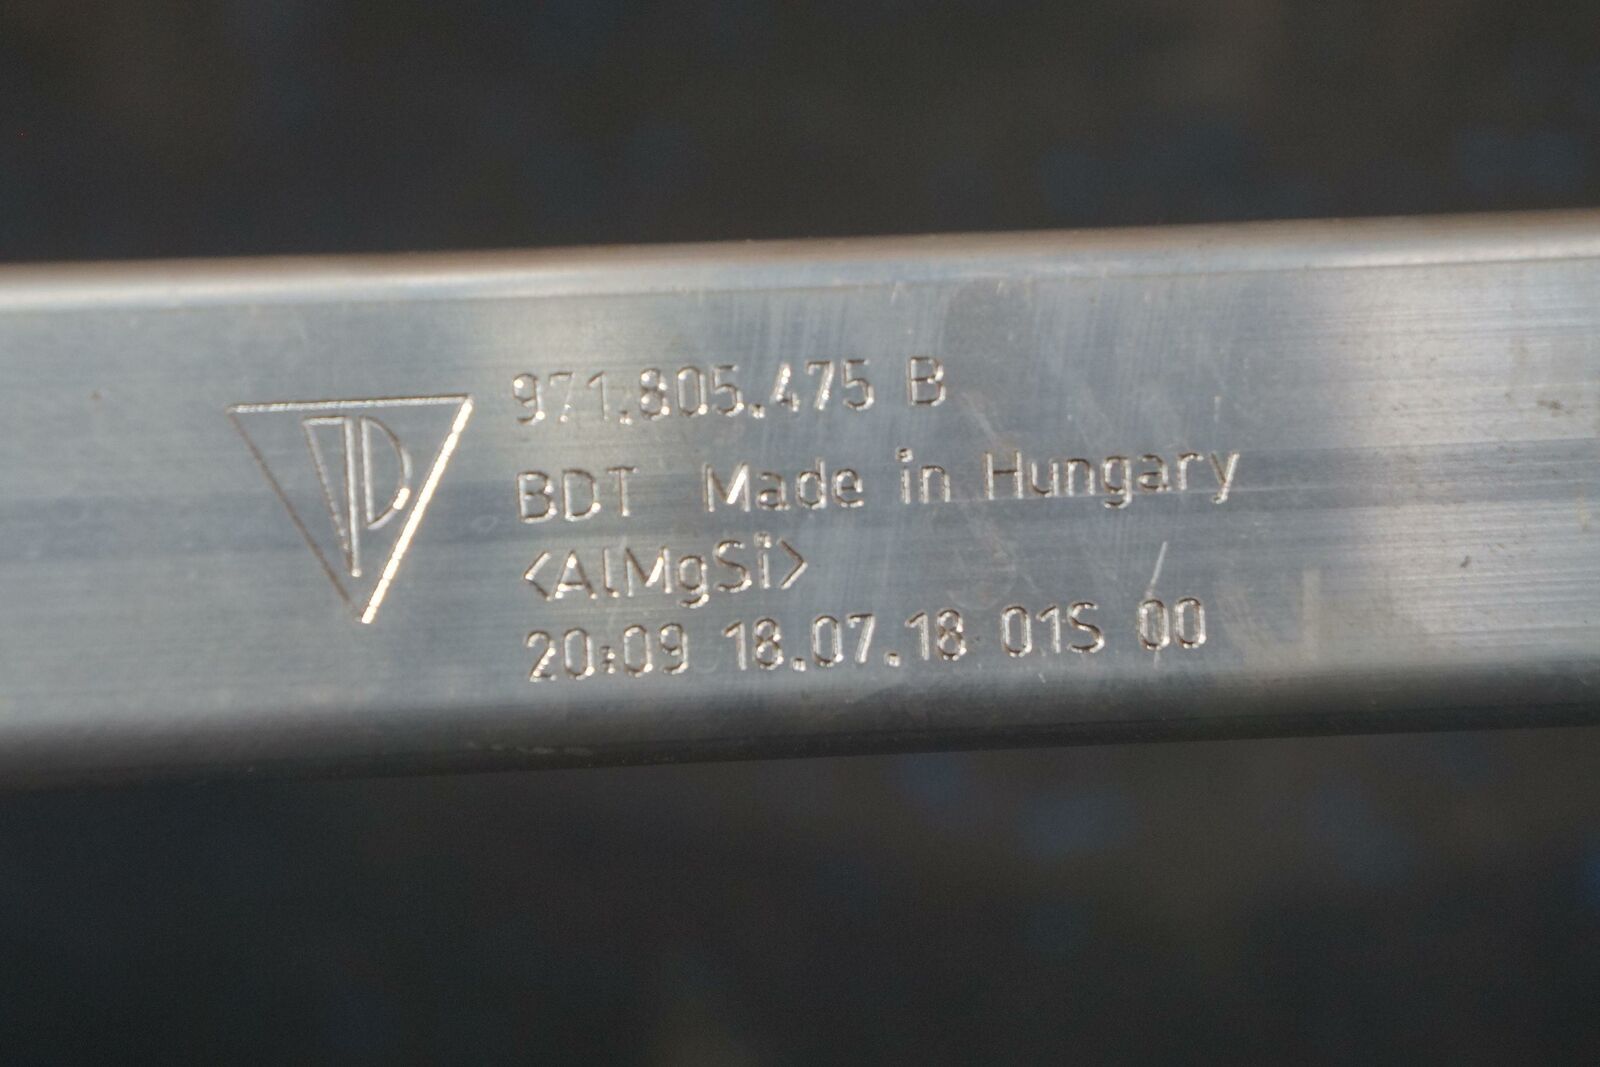 971.805.475 B
BDT Made in Hungary
<AlMgSi>
20:09 18.07.18 01S 00